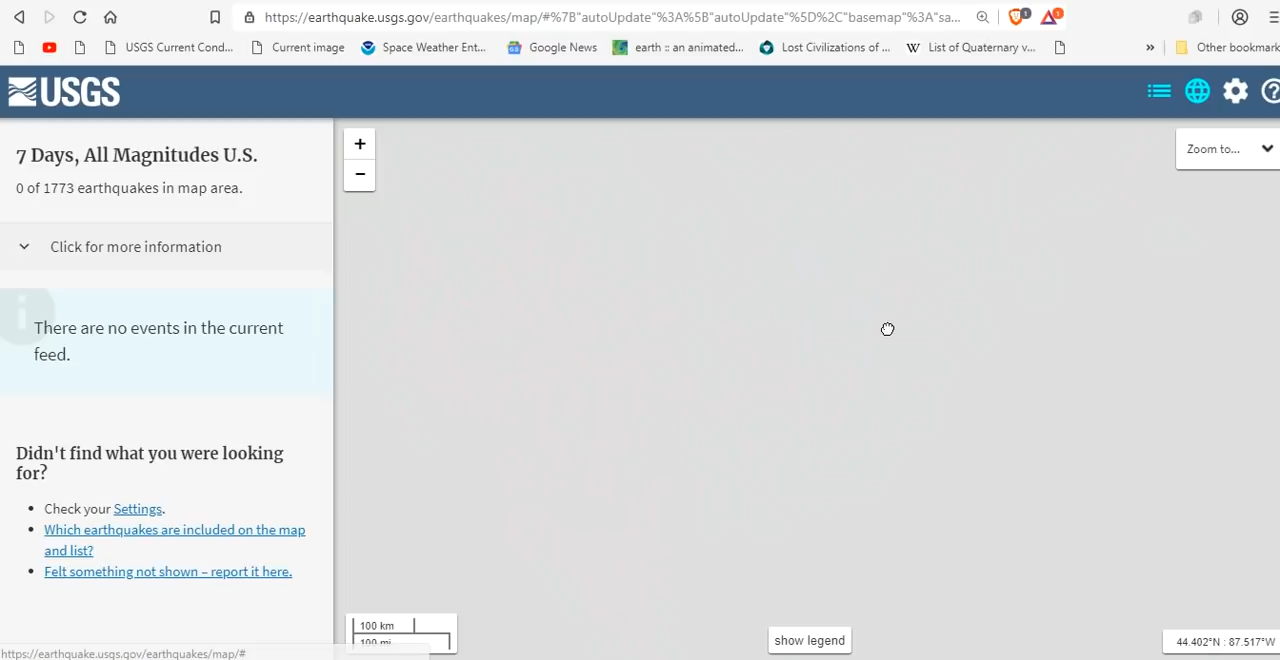 https://earthquake.usgs.gov/earthquakes/map/#%7B"autoUpdate"%3A%5B"autoUpdate"%5D%2C"basemap"%3A"sa...
1
1
USGS Current Cond...
Current image
Space Weather Ent...
Google News
earth :: an animated...
Lost Civilizations of ...
W List of Quaternary v...
»
Other bookmark
USGS
7 Days, All Magnitudes U.S.
0 of 1773 earthquakes in map area.
Click for more information
There are no events in the current
feed.
Didn't find what you were looking
for?
• Check your Settings.
• Which earthquakes are included on the map
and list?
• Felt something not shown – report it here.
https://earthquake.usgs.gov/earthquakes/map/#
+
−
Zoom to...
100 km
100 mi
show legend
44.402°N : 87.517°W